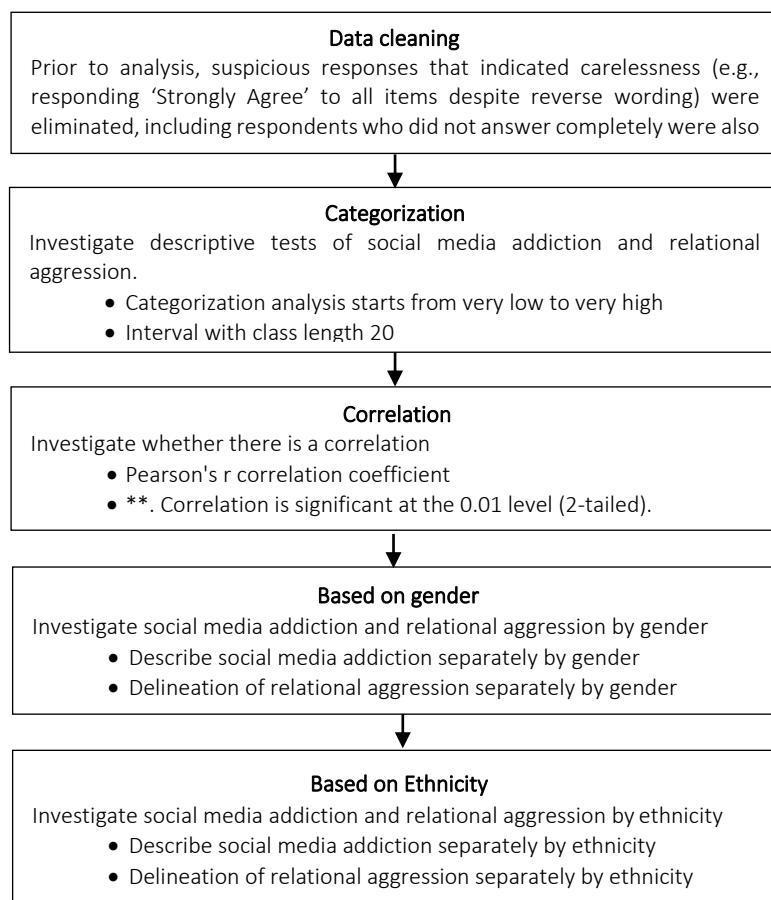 Data cleaning
Prior to analysis, suspicious responses that indicated carelessness (e.g.,
responding ‘Strongly Agree’ to all items despite reverse wording) were
eliminated, including respondents who did not answer completely were also
Categorization
Investigate descriptive tests of social media addiction and relational
aggression.
• Categorization analysis starts from very low to very high
• Interval with class length 20
Correlation
Investigate whether there is a correlation
• Pearson's r correlation coefficient
• **. Correlation is significant at the 0.01 level (2-tailed).
Based on gender
Investigate social media addiction and relational aggression by gender
• Describe social media addiction separately by gender
• Delineation of relational aggression separately by gender
Based on Ethnicity
Investigate social media addiction and relational aggression by ethnicity
• Describe social media addiction separately by ethnicity
• Delineation of relational aggression separately by ethnicity